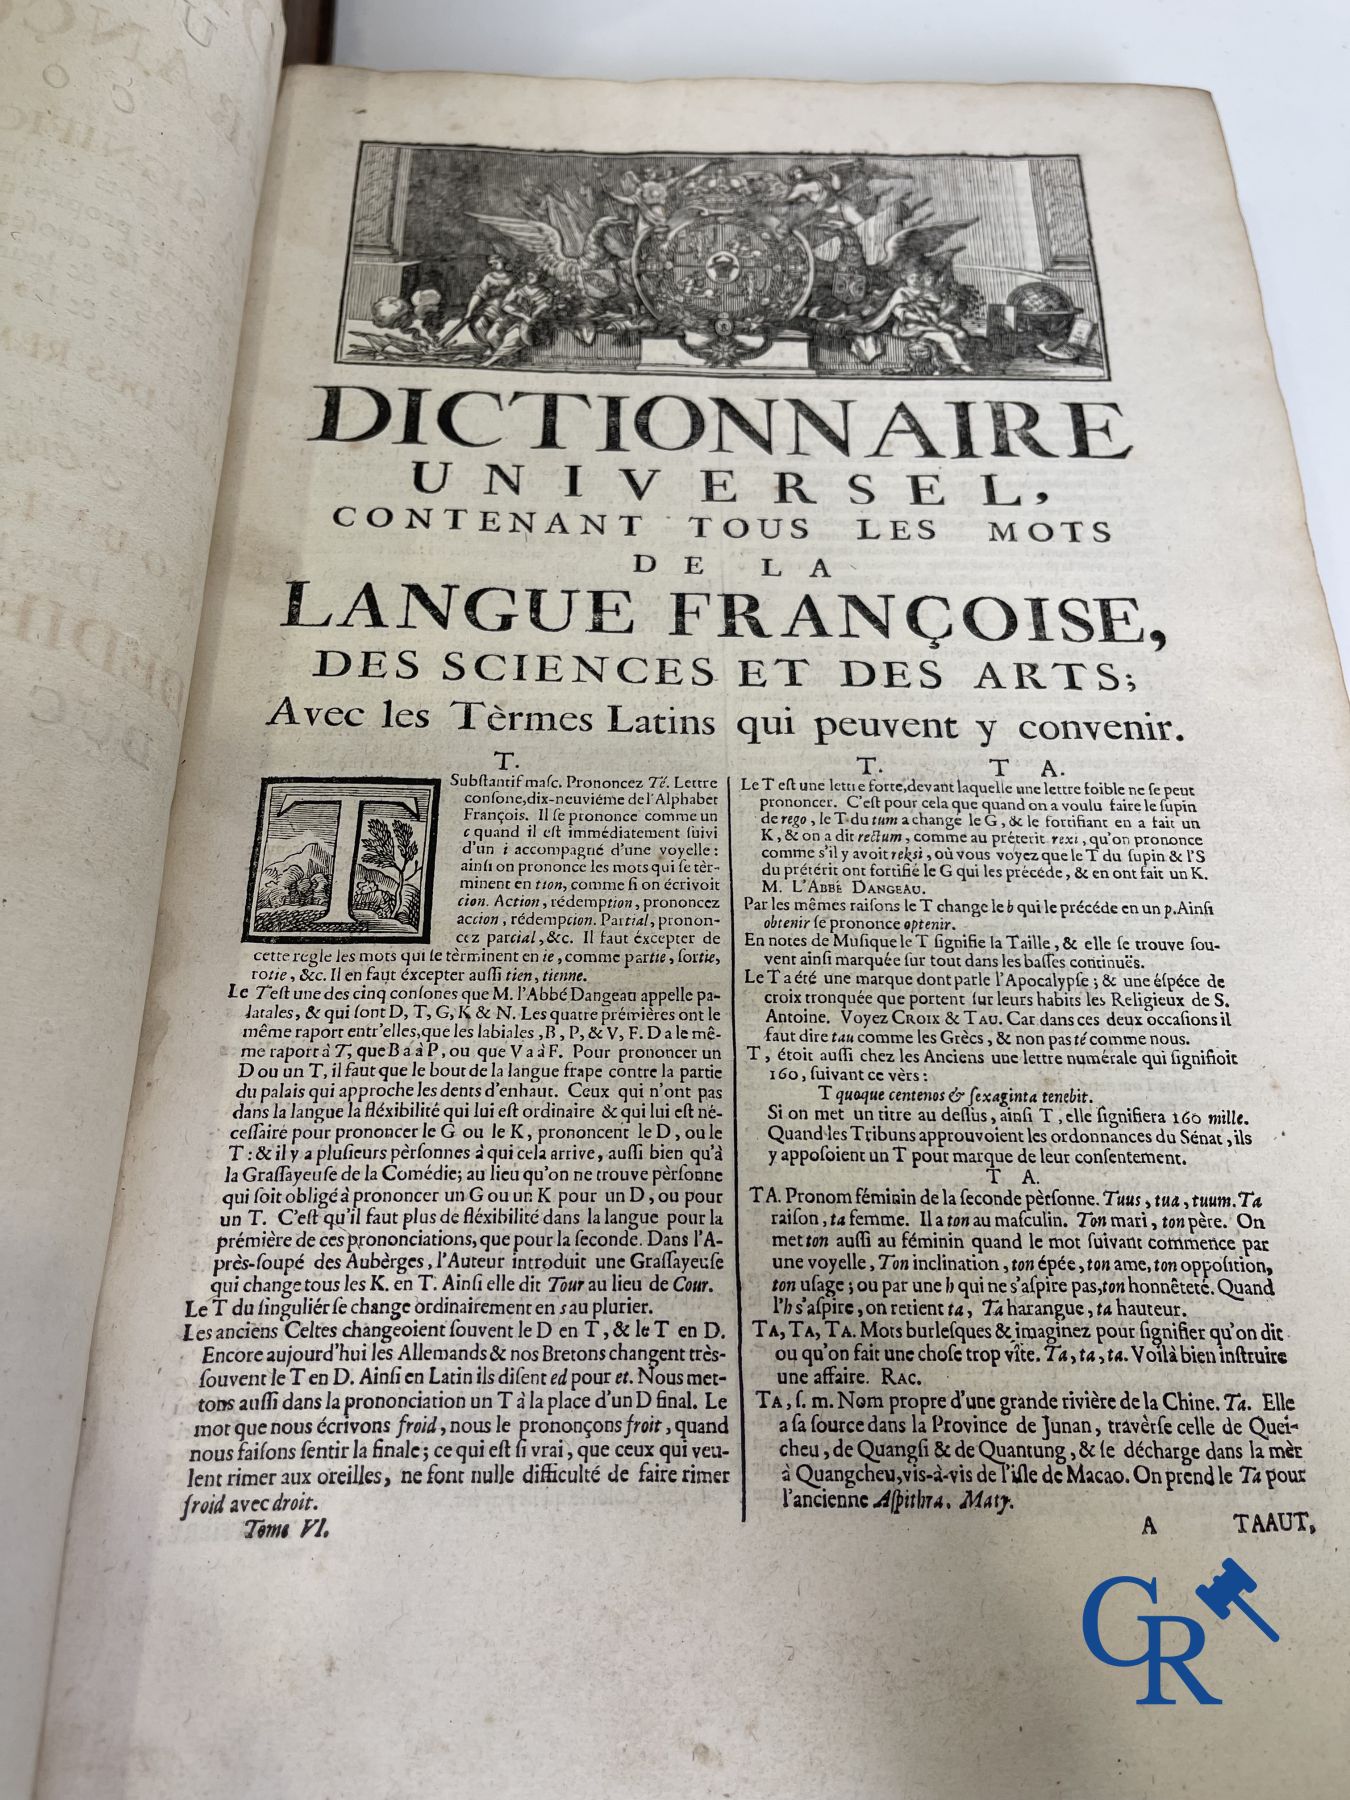 DICTIONNAIRE
UNIVERSEL,
CONTENANT TOUS LES MOTS
DE LA
LANGUE FRANÇOISE,
DES SCIENCES ET DES ARTS;
Avec les Tèrmes Latins qui peuvent y convenir.
T.
T
Subſtantif maſc. Prononcez Té. Lettre
conſone, dix-neuviéme de l'Alphabet
François. Il ſe prononce comme un
c quand il eſt immédiatement ſuivi
d'un i accompagné d'une voyelle:
ainſi on prononce les mots qui ſe tèr-
minent en tion, comme ſi on écrivoit
cion. Action, rédemption, prononcez
accion, rédempcion. Partial, pronon-
cez parcial, &c. Il faut éxcepter de
cette regle les mots qui ſe tèrminent en ie, comme partie, ſortie,
rotie, &c. Il en faut éxcepter auſſi tien, tienne.
Le T eſt une des cinq conſones que M. l'Abbé Dangeau appelle pa-
latales, & qui ſont D, T, G, K & N. Les quatre prémières ont le
même raport entr'elles, que les labiales, B, P, & V, F. D a le mê-
me raport à T, que B a à P, ou que V a à F. Pour prononcer un
D ou un T, il faut que le bout de la langue frape contre la partie
du palais qui approche les dents d'enhaut. Ceux qui n'ont pas
dans la langue la fléxibilité qui lui eſt ordinaire & qui lui eſt né-
ceſſaire pour prononcer le G ou le K, prononcent le D, ou le
T: & il y a pluſieurs pèrſonnes à qui cela arrive, auſſi bien qu'à
la Graſſayeuſe de la Comédie; au lieu qu'on ne trouve pèrſonne
qui ſoit obligé à prononcer un G ou un K pour un D, ou pour
un T. C'eſt qu'il faut plus de fléxibilité dans la langue pour la
prémière de ces prononciations, que pour la ſeconde. Dans l'A-
près-ſoupé des Aubèrges, l'Auteur introduit une Graſſayeuſe
qui change tous les K. en T. Ainſi elle dit Tour au lieu de Cour.
Le T du ſinguliér ſe change òrdinairement en s au plurier.
Les anciens Celtes changeoient ſouvent le D en T, & le T en D.
Encore aujourd'hui les Allemands & nos Bretons changent très-
ſouvent le T en D. Ainſi en Latin ils diſent ed pour et. Nous met-
tons auſſi dans la prononciation un T à la place d'un D final. Le
mot que nous écrivons froid, nous le prononçons froit, quand
nous faiſons ſentir la finale; ce qui eſt ſi vrai, que ceux qui veu-
lent rimer aux oreilles, ne font nulle difficulté de faire rimer
froid avec droit.
Tome VI.
T. T A.
Le T eſt une lettre forte, devant laquelle une lettre foible ne ſe peut
prononcer. C'eſt pour cela que quand on a voulu faire le ſupin
de rego, le T du tum a changé le G, & le fortifiant en a fait un
K, & on a dit rectum, comme au préterit rexi, qu'on prononce
comme s'il y avoit reksi, où vous voyez que le T du ſupin & l'S
du prétérit ont fortifié le G qui les précéde, & en ont fait un K.
M. L'ABBÉ DANGEAU.
Par les mêmes raiſons le T change le b qui le précéde en un p. Ainſi
obtenir ſe prononce optenir.
En notes de Muſique le T ſignifie la Taille, & elle ſe trouve ſou-
vent ainſi marquée ſur tout dans les baſſes continuës.
Le T a été une marque dont parle l'Apocalypſe; & une éſpéce de
croix tronquée que portent ſur leurs habits les Religieux de S.
Antoine. Voyez CROIX & TAU. Car dans ces deux occaſions il
faut dire tau comme les Grècs, & non pas té comme nous.
T, étoit auſſi chez les Anciens une lettre numérale qui ſignifioit
160, ſuivant ce vèrs:
T quoque centenos & ſexaginta tenebit.
Si on met un titre au deſſus, ainſi T, elle ſignifiera 160 mille.
Quand les Tribuns approuvoient les ordonnances du Sénat, ils
y appoſoient un T pour marque de leur conſentement.
T A.
TA. Pronom féminin de la ſeconde pèrſonne. Tuus, tua, tuum. Ta
raiſon, ta femme. Il a ton au maſculin. Ton mari, ton père. On
met ton auſſi au féminin quand le mot ſuivant commence par
une voyelle, Ton inclination, ton épée, ton ame, ton oppoſition,
ton uſage; ou par une h qui ne s'aſpire pas, ton honnêteté. Quand
l'h s'aſpire, on retient ta, Ta harangue, ta hauteur.
TA, TA, TA. Mots burleſques & imaginez pour ſignifier qu'on dit
ou qu'on fait une choſe trop vîte. Ta, ta, ta. Voilà bien inſtruire
une affaire. RAC.
TA, ſ. m. Nom propre d'une grande rivière de la Chine. Ta. Elle
a ſa ſource dans la Province de Junan, travèrſe celle de Quei-
cheu, de Quangſi & de Quantung, & ſe décharge dans la mèr
à Quangcheu, vis-à-vis de l'iſle de Macao. On prend le Ta pour
l'ancienne Aſpithra. Maty.
A TAAUT,
CR